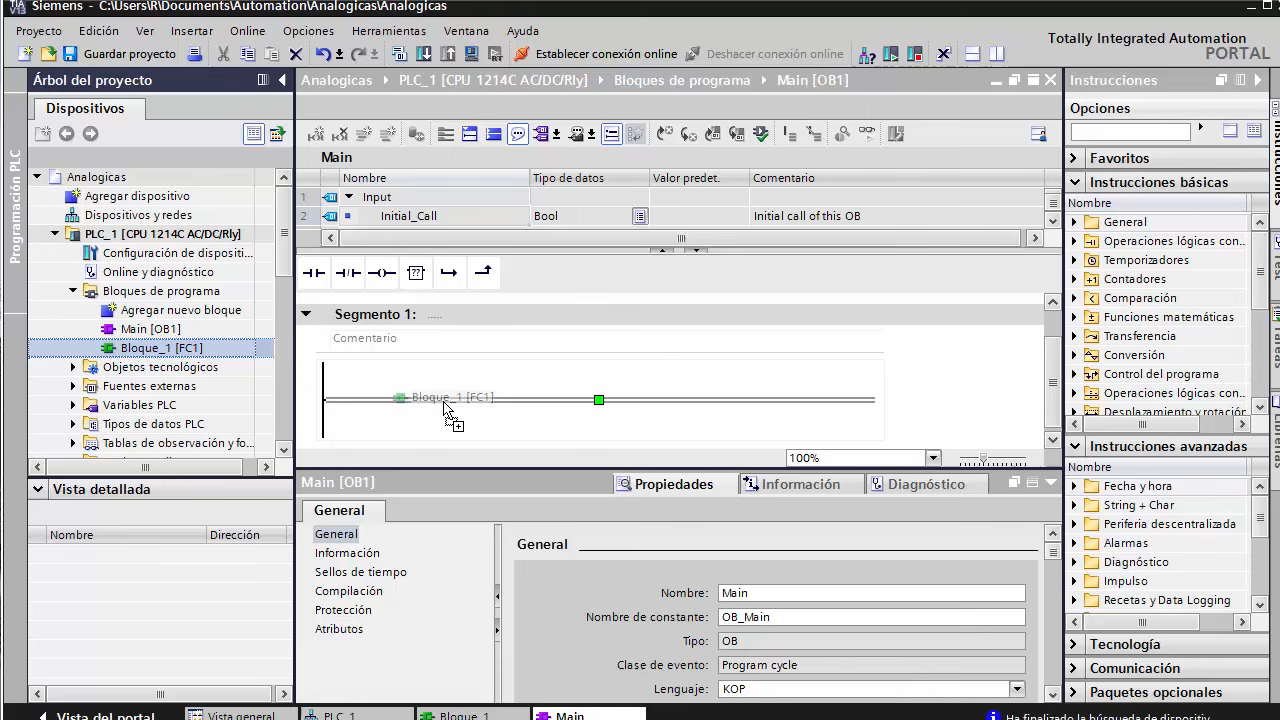 Siemens - C:\Users\R\Documents\Automation\Analogicas\Analogicas
Proyecto Edición Ver Insertar Online Opciones Herramientas Ventana Ayuda
Totally Integrated Automation
PORTAL
Guardar proyecto
Establecer conexión online
Deshacer conexión online
Árbol del proyecto
Analogicas PLC_1 [CPU 1214C AC/DC/Rly] Bloques de programa Main [OB1]
Instrucciones
Dispositivos
Opciones
Programación PLC
Main
Favoritos
Instrucciones básicas
Nombre Tipo de datos Valor predet. Comentario
1 Input
2 Initial_Call Bool Initial call of this OB
Analogicas
Agregar dispositivo
Dispositivos y redes
PLC_1 [CPU 1214C AC/DC/Rly]
Configuración de dispositi...
Online y diagnóstico
Bloques de programa
Agregar nuevo bloque
Main [OB1]
Bloque_1 [FC1]
Objetos tecnológicos
Fuentes externas
Variables PLC
Tipos de datos PLC
Tablas de observación y fo...
Nombre
General
Operaciones lógicas con...
Temporizadores
Contadores
Comparación
Funciones matemáticas
Transferencia
Conversión
Control del programa
Desplazamiento y rotación
??
Segmento 1: .....
Comentario
Bloque_1 [FC1]
100%
Instrucciones avanzadas
Nombre
Fecha y hora
String + Char
Periferia descentralizada
Alarmas
Diagnóstico
Impulso
Recetas y Data Logging
Tecnología
Comunicación
Paquetes opcionales
Vista detallada
Nombre Dirección
Main [OB1]
Propiedades Información Diagnóstico
General
General
Información
Sellos de tiempo
Compilación
Protección
Atributos
General
Nombre: Main
Nombre de constante: OB_Main
Tipo: OB
Clase de evento: Program cycle
Lenguaje: KOP
Vista del portal Vista general PLC_1 Bloque_1 Main
Ha finalizado la búsqueda de dispositiv